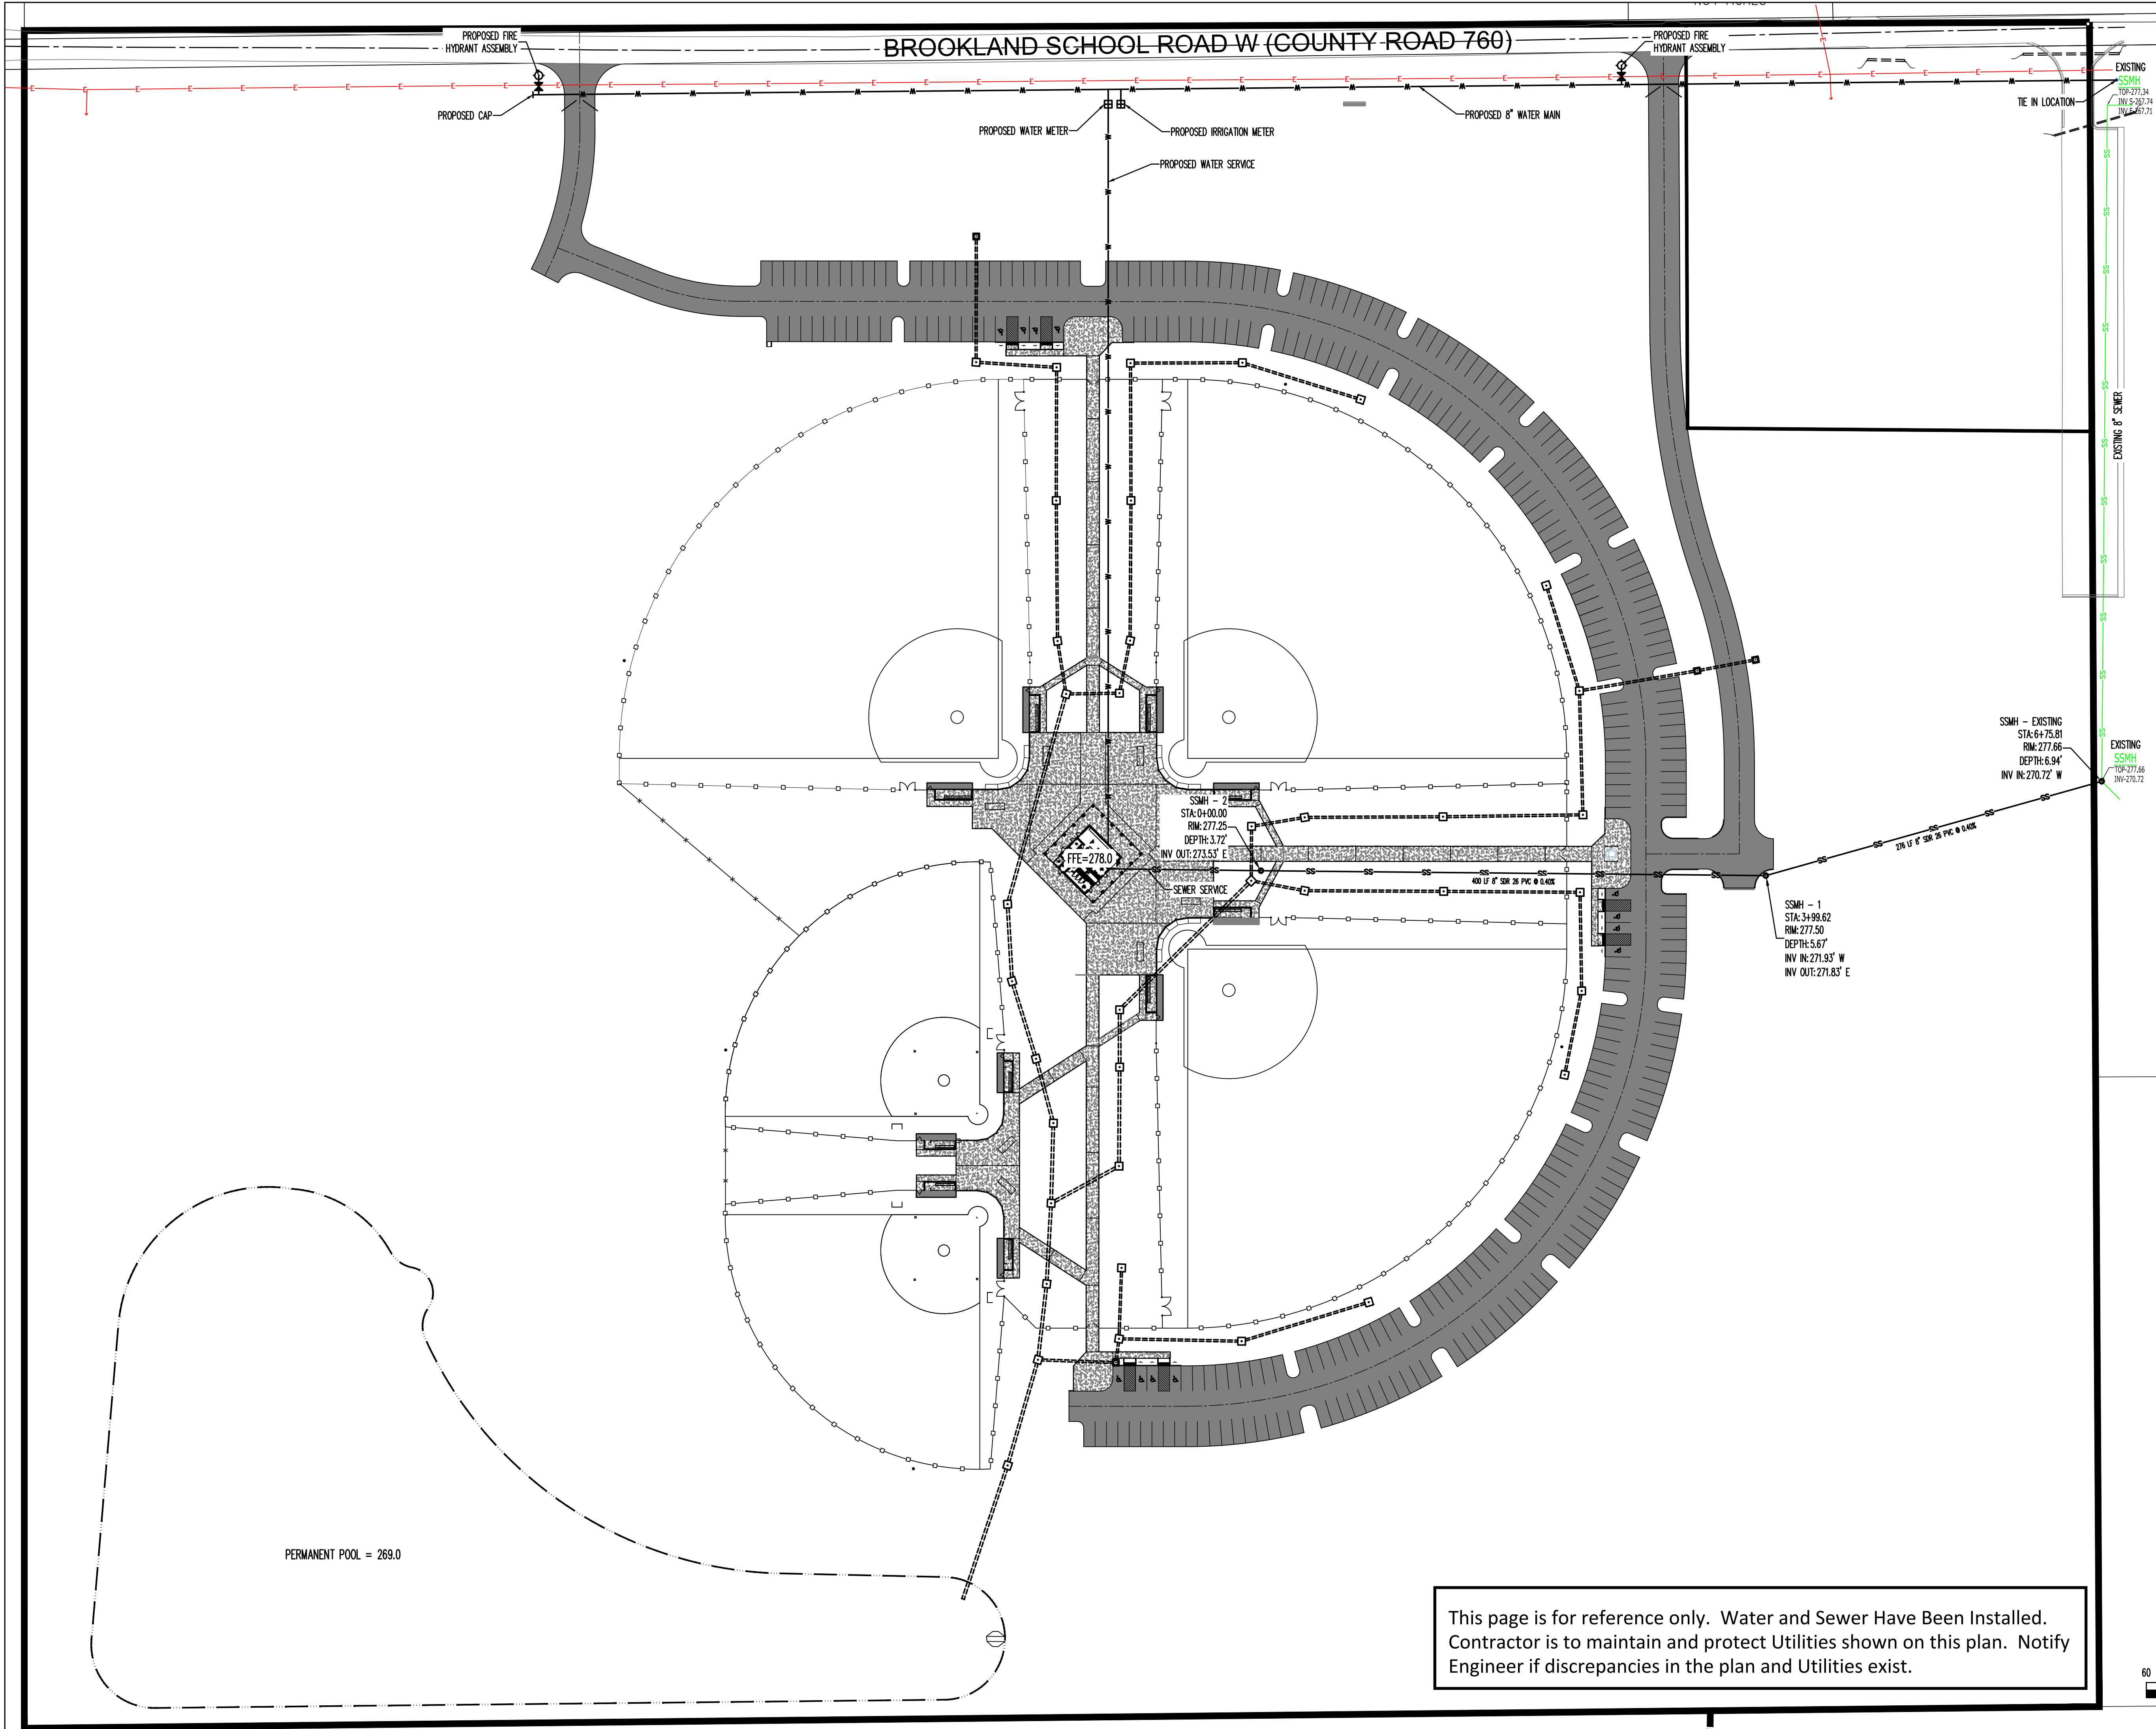 BROOKLAND SCHOOL ROAD W (COUNTY ROAD 760)
PROPOSED FIRE
HYDRANT ASSEMBLY
PROPOSED FIRE
HYDRANT ASSEMBLY
EXISTING
SSMH
TOP-277.34
INV S-267.74
INV E-267.71
TIE IN LOCATION
PROPOSED CAP
PROPOSED WATER METER
PROPOSED IRRIGATION METER
PROPOSED 8" WATER MAIN
PROPOSED WATER SERVICE
EXISTING 8" SEWER
SSMH - EXISTING
STA: 6+75.81
RIM: 277.66
DEPTH: 6.94'
INV IN: 270.72' W
EXISTING
SSMH
TOP-277.66
INV-270.72
SSMH - 2
STA: 0+00.00
RIM: 277.25
DEPTH: 3.72'
INV OUT: 273.53' E
FFE=278.0
SEWER SERVICE
400 LF 8" SDR 26 PVC @ 0.40%
276 LF 8" SDR 26 PVC @ 0.40%
SSMH - 1
STA: 3+99.62
RIM: 277.50
DEPTH: 5.67'
INV IN: 271.93' W
INV OUT: 271.83' E
PERMANENT POOL = 269.0
This page is for reference only. Water and Sewer Have Been Installed.
Contractor is to maintain and protect Utilities shown on this plan. Notify
Engineer if discrepancies in the plan and Utilities exist.
60